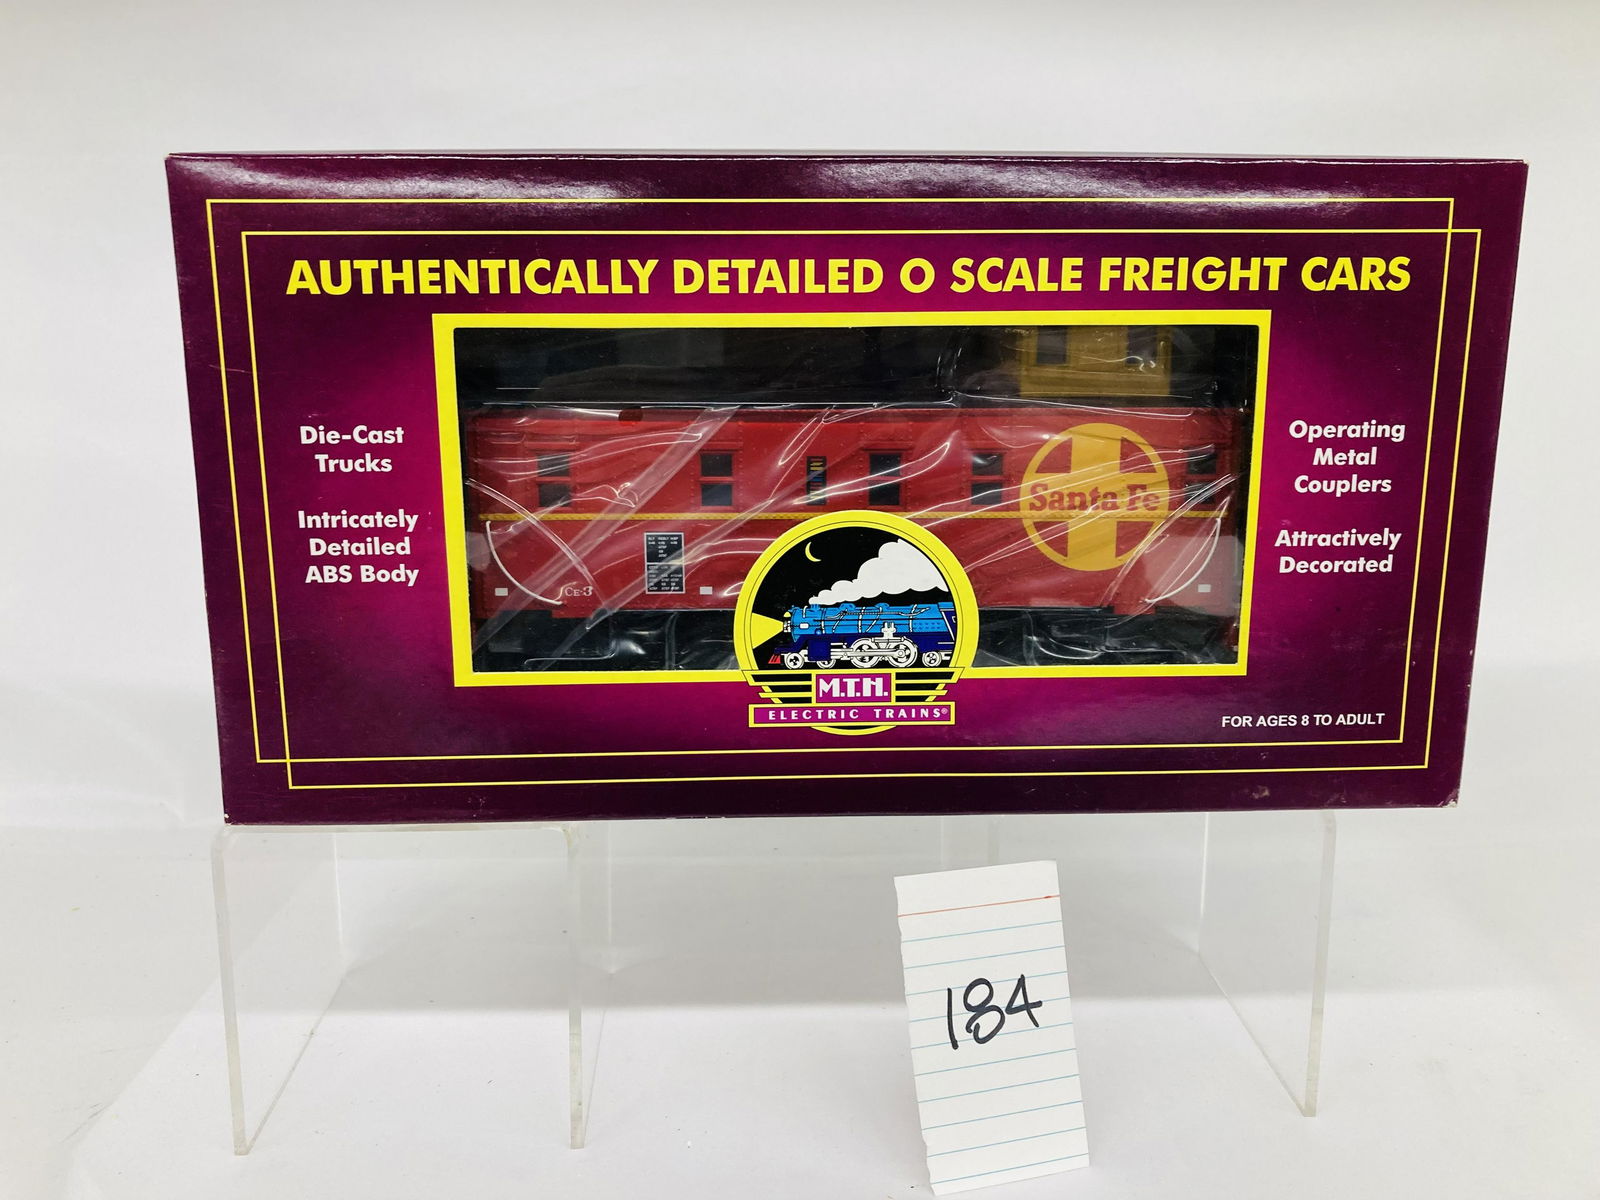 AUTHENTICALLY DETAILED O SCALE FREIGHT CARS
Die-Cast
Trucks
Intricately
Detailed
ABS Body
Operating
Metal
Couplers
Attractively
Decorated
Santa Fe
CE-3
M.T.H.
ELECTRIC TRAINS®
FOR AGES 8 TO ADULT
184